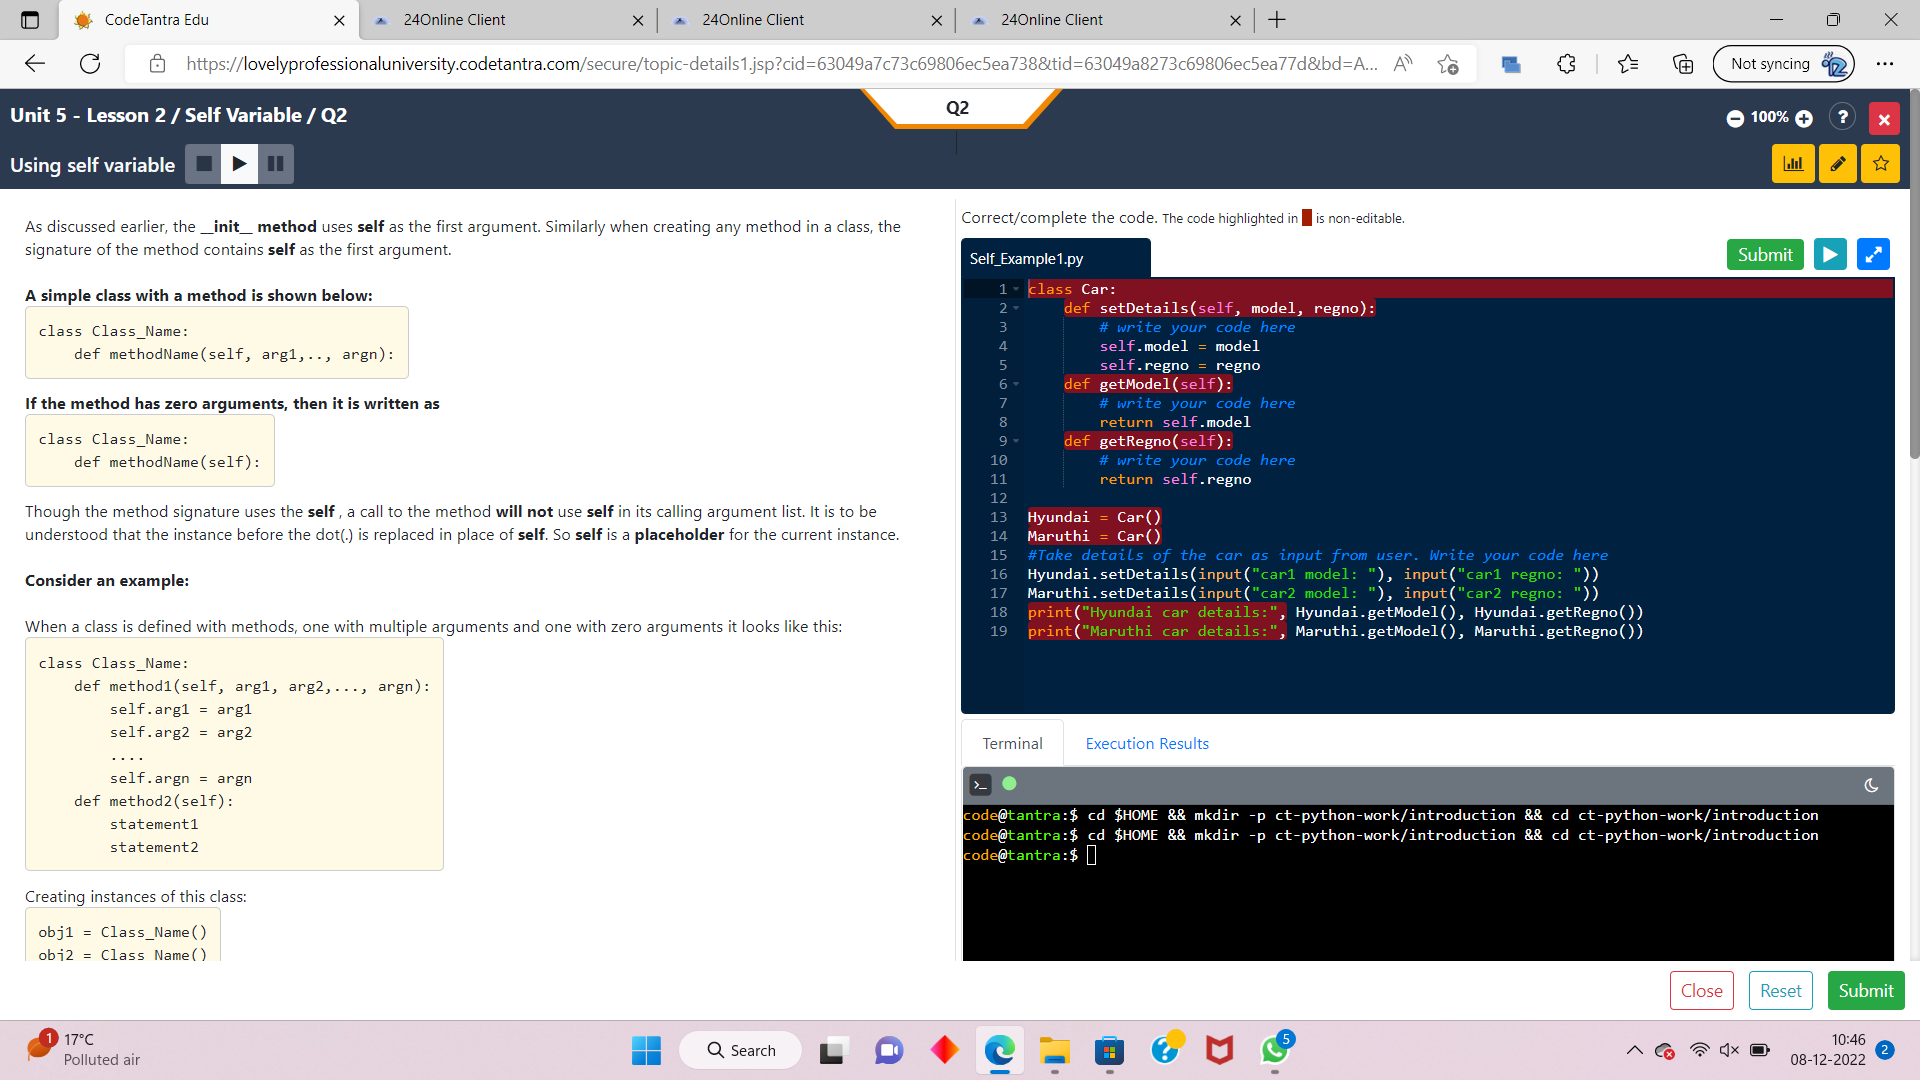 CodeTantra Edu
24Online Client
24Online Client
24Online Client
https://lovelyprofessionaluniversity.codetantra.com/secure/topic-details1.jsp?cid=63049a7c73c69806ec5ea738&tid=63049a8273c69806ec5ea77d&bd=A...
Not syncing
Unit 5 - Lesson 2 / Self Variable / Q2
Q2
100%
?
Using self variable
As discussed earlier, the __init__ method uses self as the first argument. Similarly when creating any method in a class, the
signature of the method contains self as the first argument.
A simple class with a method is shown below:
class Class_Name:
def methodName(self, arg1,.., argn):
If the method has zero arguments, then it is written as
class Class_Name:
def methodName(self):
Though the method signature uses the self , a call to the method will not use self in its calling argument list. It is to be
understood that the instance before the dot(.) is replaced in place of self. So self is a placeholder for the current instance.
Consider an example:
When a class is defined with methods, one with multiple arguments and one with zero arguments it looks like this:
class Class_Name:
def method1(self, arg1, arg2,..., argn):
self.arg1 = arg1
self.arg2 = arg2
....
self.argn = argn
def method2(self):
statement1
statement2
Creating instances of this class:
obj1 = Class_Name()
obj2 = Class_Name()
Correct/complete the code. The code highlighted in is non-editable.
Self_Example1.py
Submit
1 class Car:
2 def setDetails(self, model, regno):
3 # write your code here
4 self.model = model
5 self.regno = regno
6 def getModel(self):
7 # write your code here
8 return self.model
9 def getRegno(self):
10 # write your code here
11 return self.regno
12
13 Hyundai = Car()
14 Maruthi = Car()
15 #Take details of the car as input from user. Write your code here
16 Hyundai.setDetails(input("car1 model: "), input("car1 regno: "))
17 Maruthi.setDetails(input("car2 model: "), input("car2 regno: "))
18 print("Hyundai car details:", Hyundai.getModel(), Hyundai.getRegno())
19 print("Maruthi car details:", Maruthi.getModel(), Maruthi.getRegno())
Terminal
Execution Results
code@tantra:$ cd $HOME && mkdir -p ct-python-work/introduction && cd ct-python-work/introduction
code@tantra:$ cd $HOME && mkdir -p ct-python-work/introduction && cd ct-python-work/introduction
code@tantra:$
Close
Reset
Submit
1
17°C
Polluted air
Search
5
10:46
08-12-2022
2